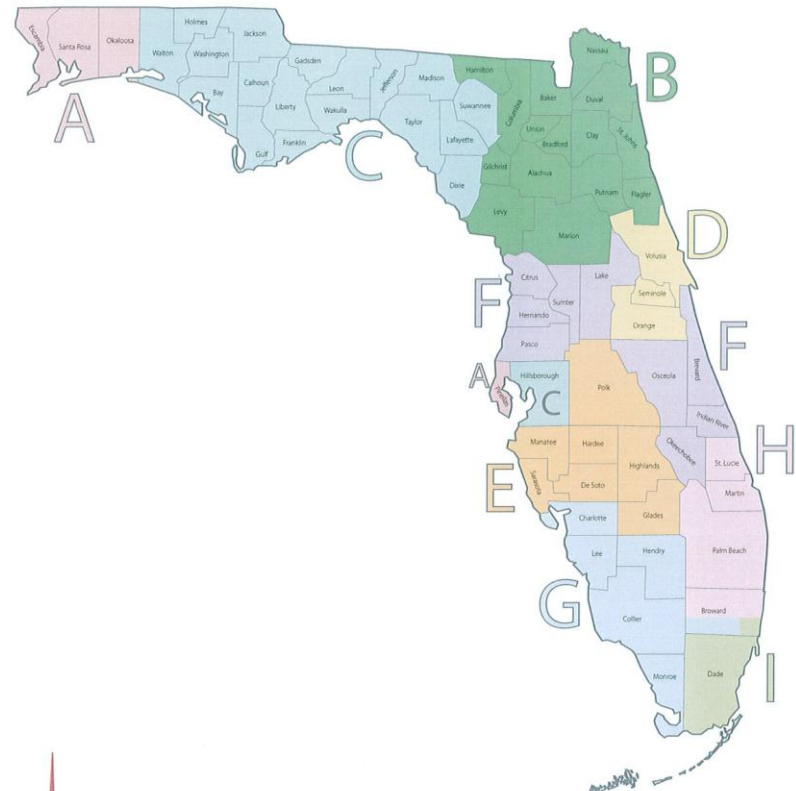 Escambia
Santa Rosa
Okaloosa
Walton
Holmes
Washington
Jackson
Bay
Calhoun
Gulf
Liberty
Franklin
Gadsden
Leon
Wakulla
Jefferson
Madison
Taylor
Hamilton
Suwannee
Lafayette
Dixie
Columbia
Baker
Nassau
Duval
Union
Bradford
Clay
St. Johns
Gilchrist
Alachua
Putnam
Flagler
Levy
Marion
A
C
B
D
Volusia
Seminole
Orange
Citrus
Sumter
Lake
Hernando
Pasco
F
F
A
Pinellas
Hillsborough
C
Polk
Osceola
Brevard
Indian River
Okeechobee
H
St. Lucie
Martin
Manatee
Hardee
Highlands
Sarasota
De Soto
Glades
E
Charlotte
Lee
Hendry
Palm Beach
G
Collier
Broward
Monroe
Dade
I